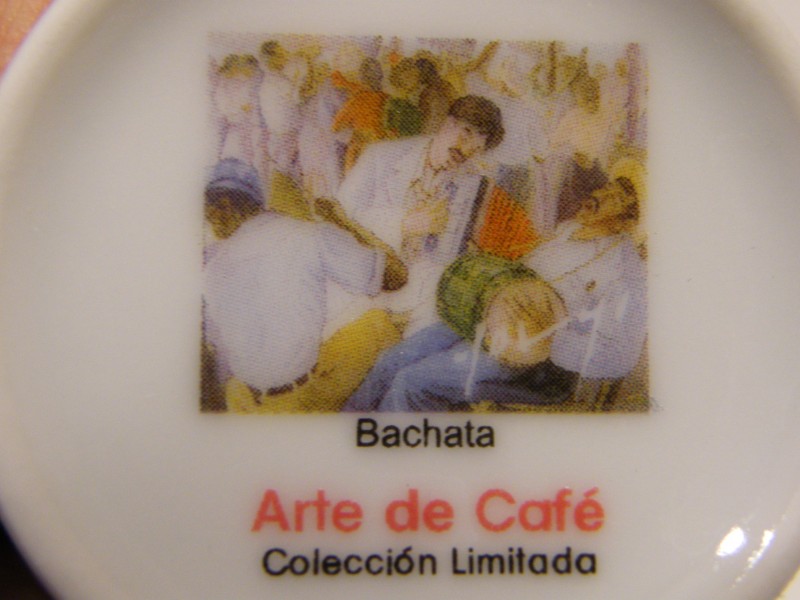 Bachata
Arte de Café
Colección Limitada